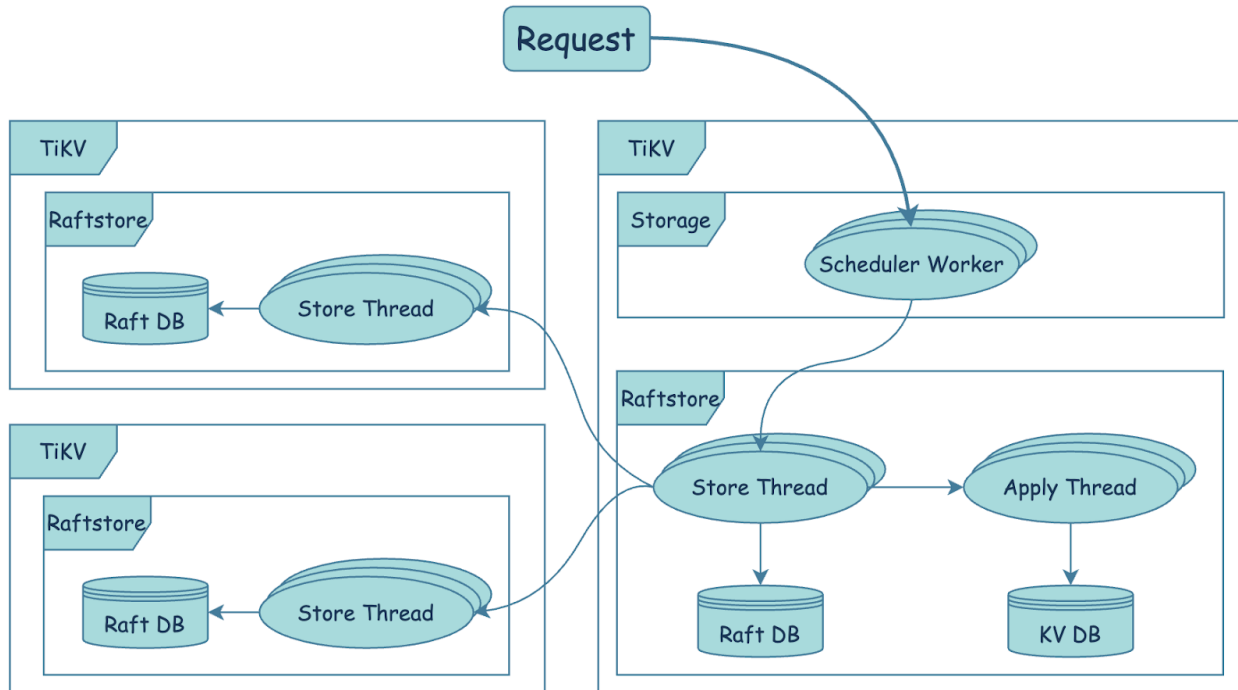 Request
TiKV
Raftstore
Raft DB
Store Thread
TiKV
Raftstore
Raft DB
Store Thread
TiKV
Storage
Scheduler Worker
Raftstore
Store Thread
Apply Thread
Raft DB
KV DB